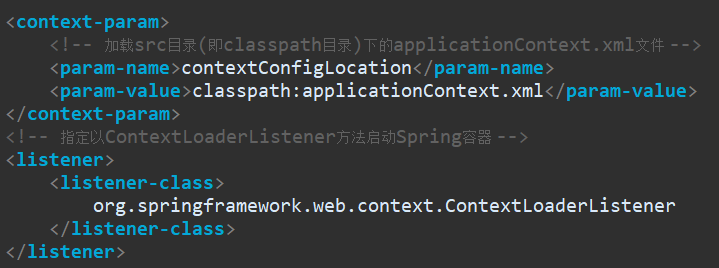 <context-param>
    <!-- 加载src目录(即classpath目录)下的applicationContext.xml文件 -->
    <param-name>contextConfigLocation</param-name>
    <param-value>classpath:applicationContext.xml</param-value>
</context-param>
<!-- 指定以ContextLoaderListener方法启动Spring容器 -->
<listener>
    <listener-class>
        org.springframework.web.context.ContextLoaderListener
    </listener-class>
</listener>